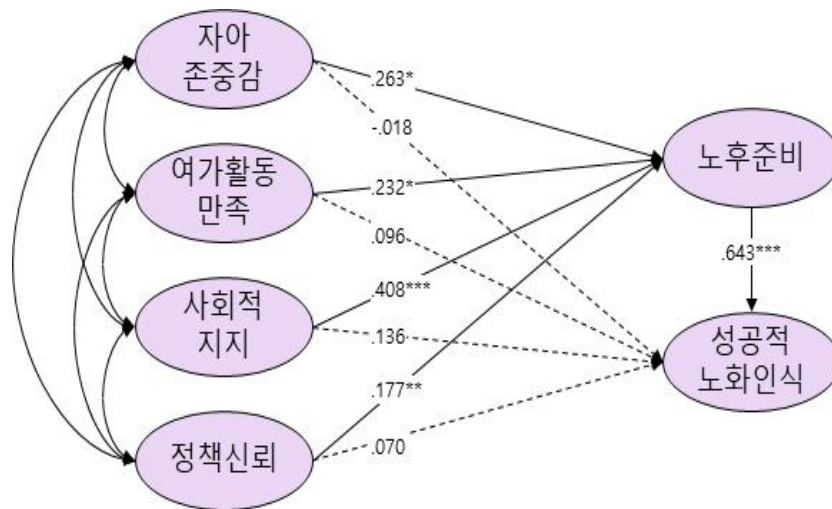 자아
존중감
.263*
-.018
여가활동
만족
.232*
.096
노후준비
.643***
사회적
지지
.408***
.136
성공적
노화인식
정책신뢰
.177**
.070